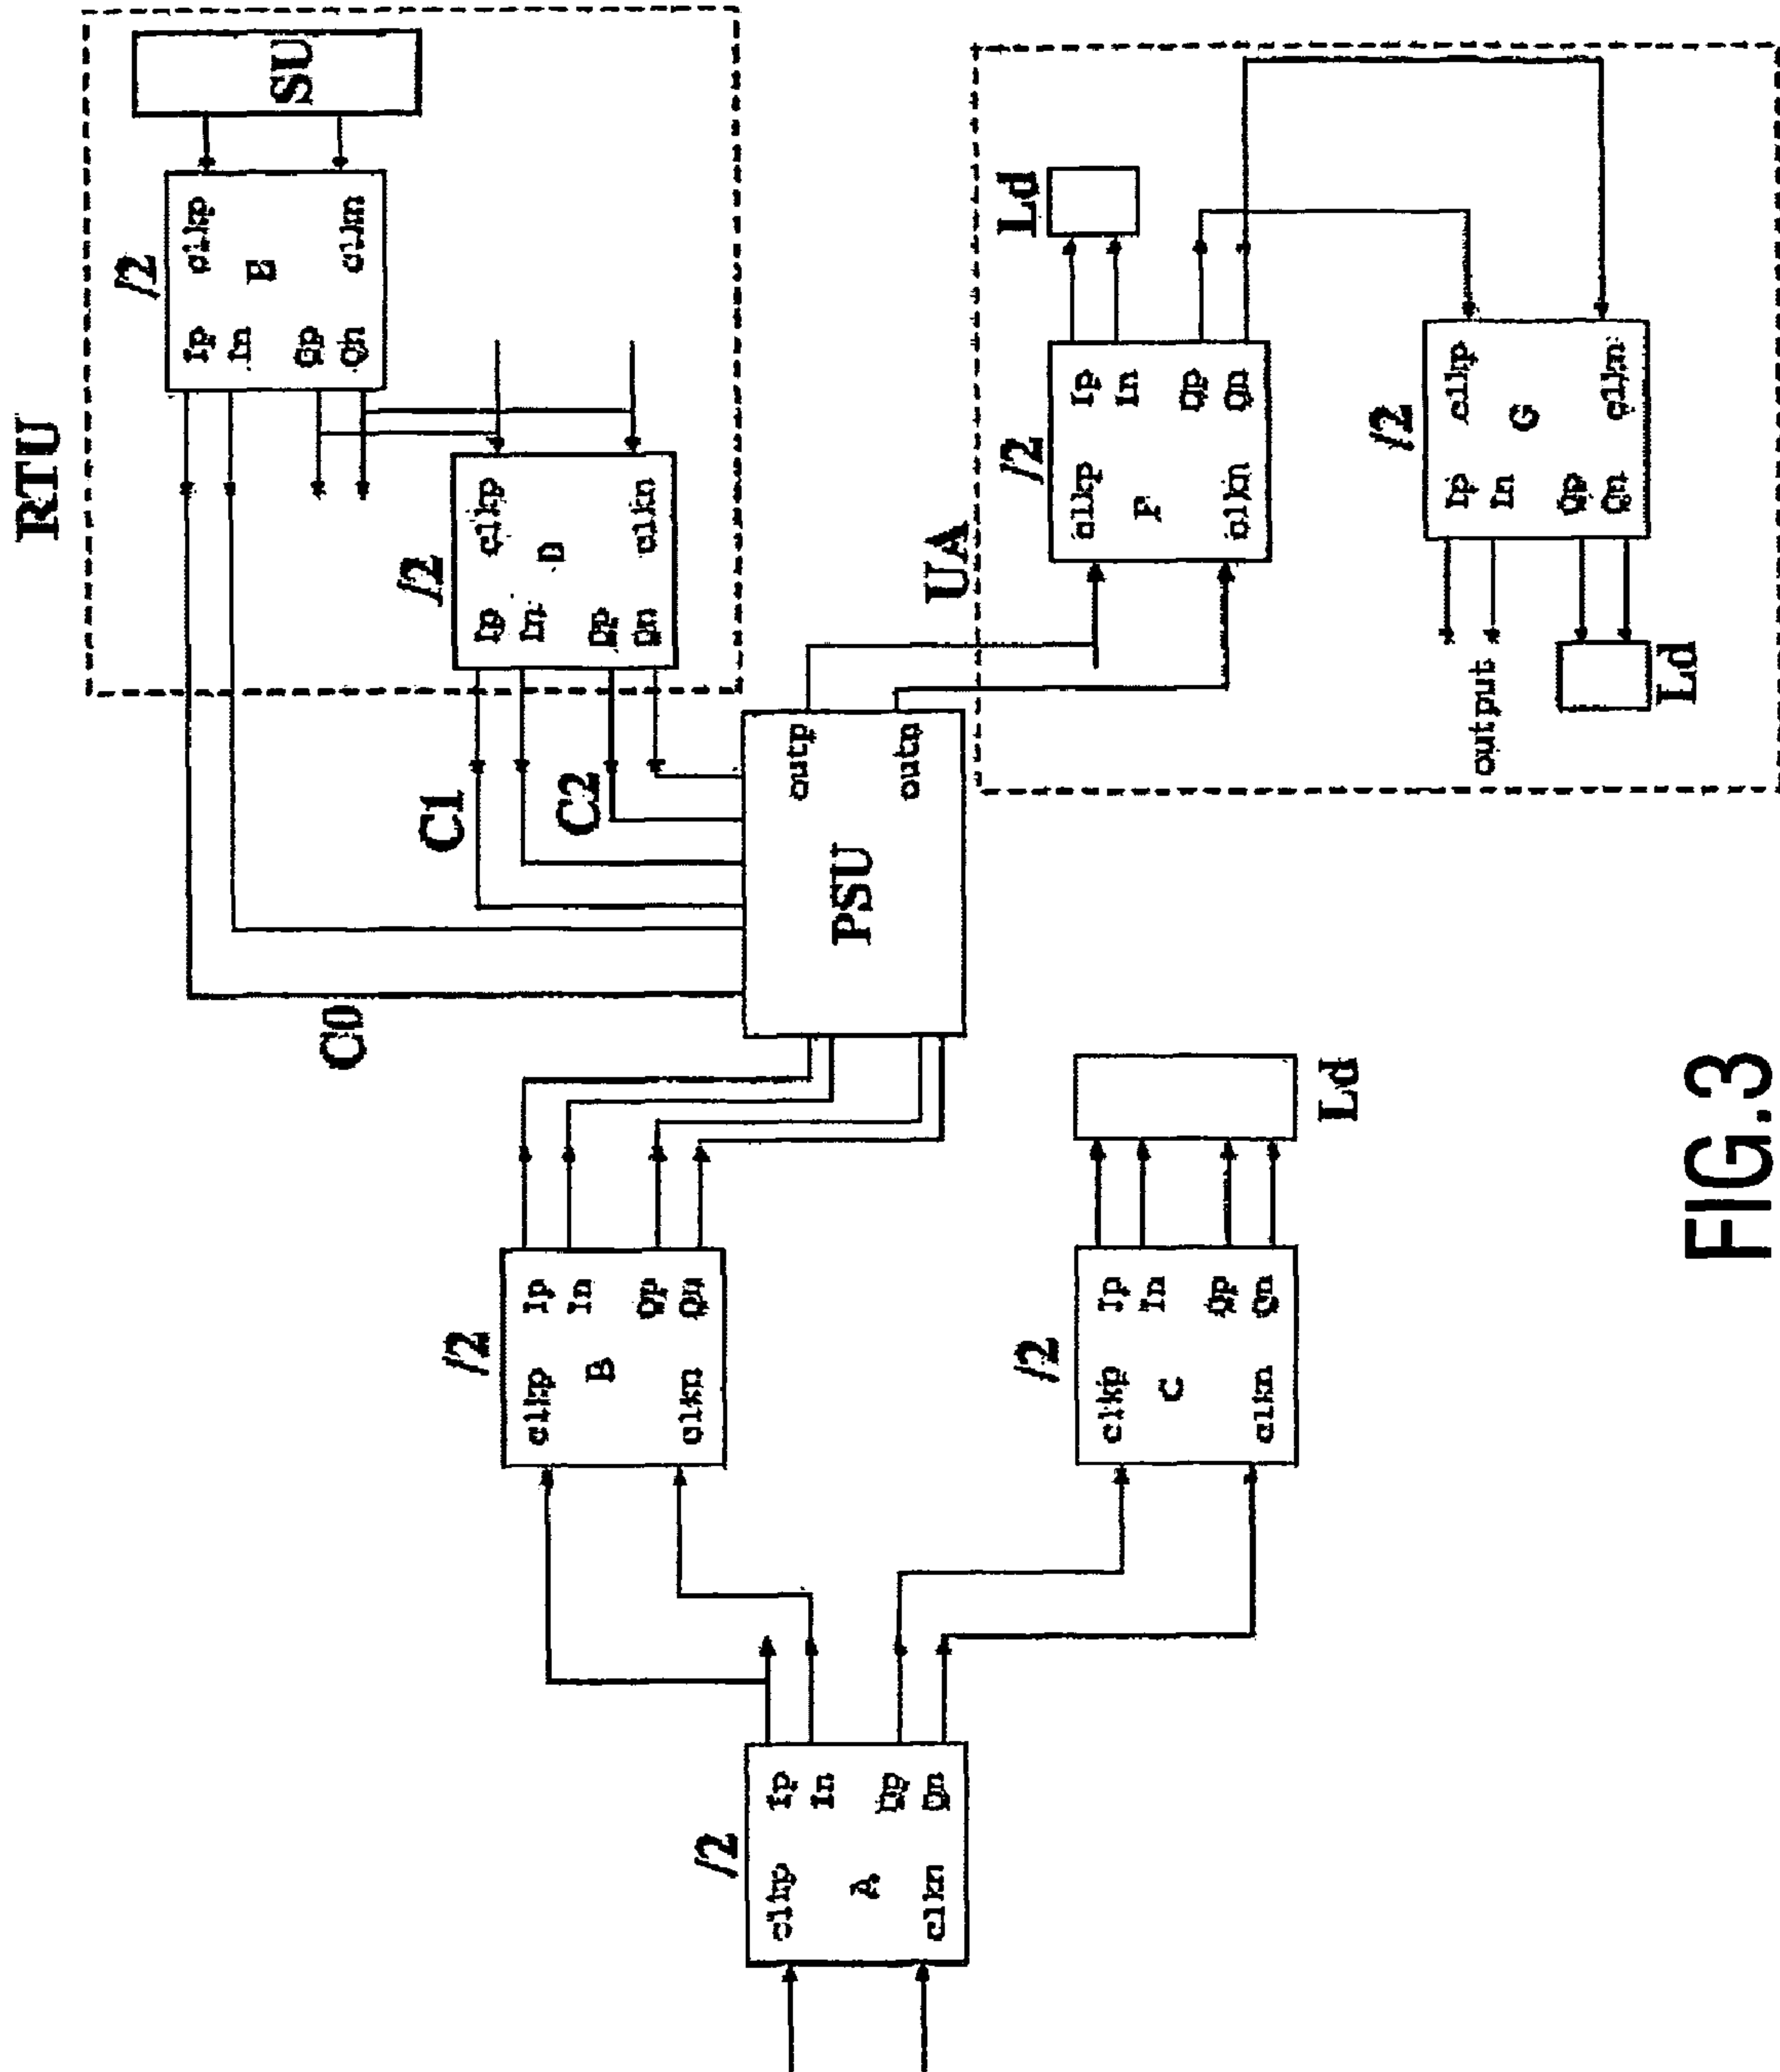 RTU
SU
/2
clkp
E
clkn
Ip
In
Qp
Qn
/2
clkp
D
clkn
Ip
In
Qp
Qn
C0
C1
C2
PSU
outp
outn
UA
/2
clkp
F
clkn
Ip
In
Qp
Qn
Ld
/2
clkp
G
clkn
Ip
In
Qp
Qn
output
Ld
/2
clkp
B
clkn
Ip
In
Qp
Qn
/2
clkp
C
clkn
Ip
In
Qp
Qn
Ld
/2
clkp
A
clkn
Ip
In
Qp
Qn
FIG.3